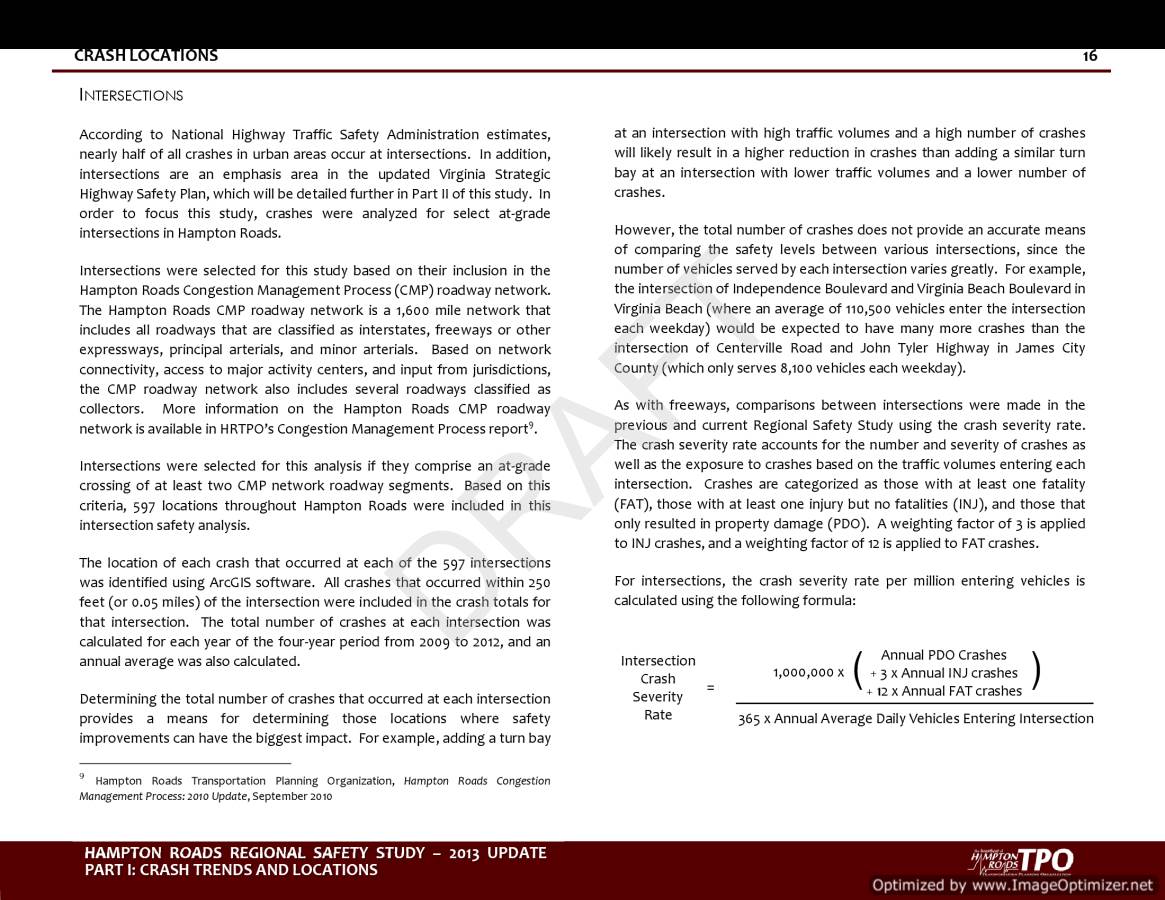 CRASH LOCATIONS 16
INTERSECTIONS
According to National Highway Traffic Safety Administration estimates,
nearly half of all crashes in urban areas occur at intersections. In addition,
intersections are an emphasis area in the updated Virginia Strategic
Highway Safety Plan, which will be detailed further in Part II of this study. In
order to focus this study, crashes were analyzed for select at-grade
intersections in Hampton Roads.
Intersections were selected for this study based on their inclusion in the
Hampton Roads Congestion Management Process (CMP) roadway network.
The Hampton Roads CMP roadway network is a 1,600 mile network that
includes all roadways that are classified as interstates, freeways or other
expressways, principal arterials, and minor arterials. Based on network
connectivity, access to major activity centers, and input from jurisdictions,
the CMP roadway network also includes several roadways classified as
collectors. More information on the Hampton Roads CMP roadway
network is available in HRTPO's Congestion Management Process report⁹.
Intersections were selected for this analysis if they comprise an at-grade
crossing of at least two CMP network roadway segments. Based on this
criteria, 597 locations throughout Hampton Roads were included in this
intersection safety analysis.
The location of each crash that occurred at each of the 597 intersections
was identified using ArcGIS software. All crashes that occurred within 250
feet (or 0.05 miles) of the intersection were included in the crash totals for
that intersection. The total number of crashes at each intersection was
calculated for each year of the four-year period from 2009 to 2012, and an
annual average was also calculated.
Determining the total number of crashes that occurred at each intersection
provides a means for determining those locations where safety
improvements can have the biggest impact. For example, adding a turn bay
⁹ Hampton Roads Transportation Planning Organization, Hampton Roads Congestion
Management Process: 2010 Update, September 2010
at an intersection with high traffic volumes and a high number of crashes
will likely result in a higher reduction in crashes than adding a similar turn
bay at an intersection with lower traffic volumes and a lower number of
crashes.
However, the total number of crashes does not provide an accurate means
of comparing the safety levels between various intersections, since the
number of vehicles served by each intersection varies greatly. For example,
the intersection of Independence Boulevard and Virginia Beach Boulevard in
Virginia Beach (where an average of 110,500 vehicles enter the intersection
each weekday) would be expected to have many more crashes than the
intersection of Centerville Road and John Tyler Highway in James City
County (which only serves 8,100 vehicles each weekday).
As with freeways, comparisons between intersections were made in the
previous and current Regional Safety Study using the crash severity rate.
The crash severity rate accounts for the number and severity of crashes as
well as the exposure to crashes based on the traffic volumes entering each
intersection. Crashes are categorized as those with at least one fatality
(FAT), those with at least one injury but no fatalities (INJ), and those that
only resulted in property damage (PDO). A weighting factor of 3 is applied
to INJ crashes, and a weighting factor of 12 is applied to FAT crashes.
For intersections, the crash severity rate per million entering vehicles is
calculated using the following formula:
Intersection
Crash
Severity
Rate
=
1,000,000 x (
Annual PDO Crashes
+ 3 x Annual INJ crashes
+ 12 x Annual FAT crashes
)
365 x Annual Average Daily Vehicles Entering Intersection
DRAFT
HAMPTON ROADS REGIONAL SAFETY STUDY – 2013 UPDATE
PART I: CRASH TRENDS AND LOCATIONS
HAMPTON
ROADS
TPO
Optimized by www.ImageOptimizer.net